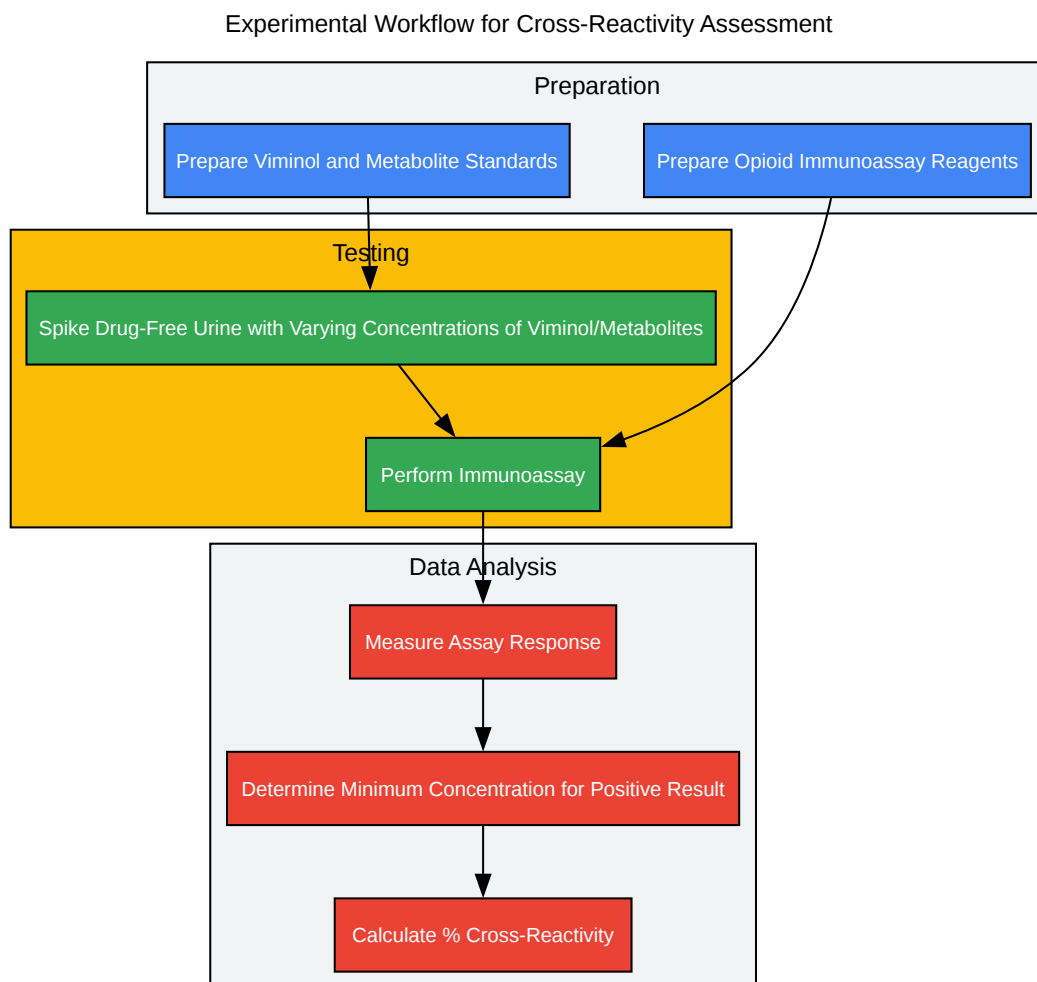 Experimental Workflow for Cross-Reactivity Assessment
Preparation
Prepare Viminol and Metabolite Standards
Prepare Opioid Immunoassay Reagents
Testing
Spike Drug-Free Urine with Varying Concentrations of Viminol/Metabolites
Perform Immunoassay
Data Analysis
Measure Assay Response
Determine Minimum Concentration for Positive Result
Calculate % Cross-Reactivity